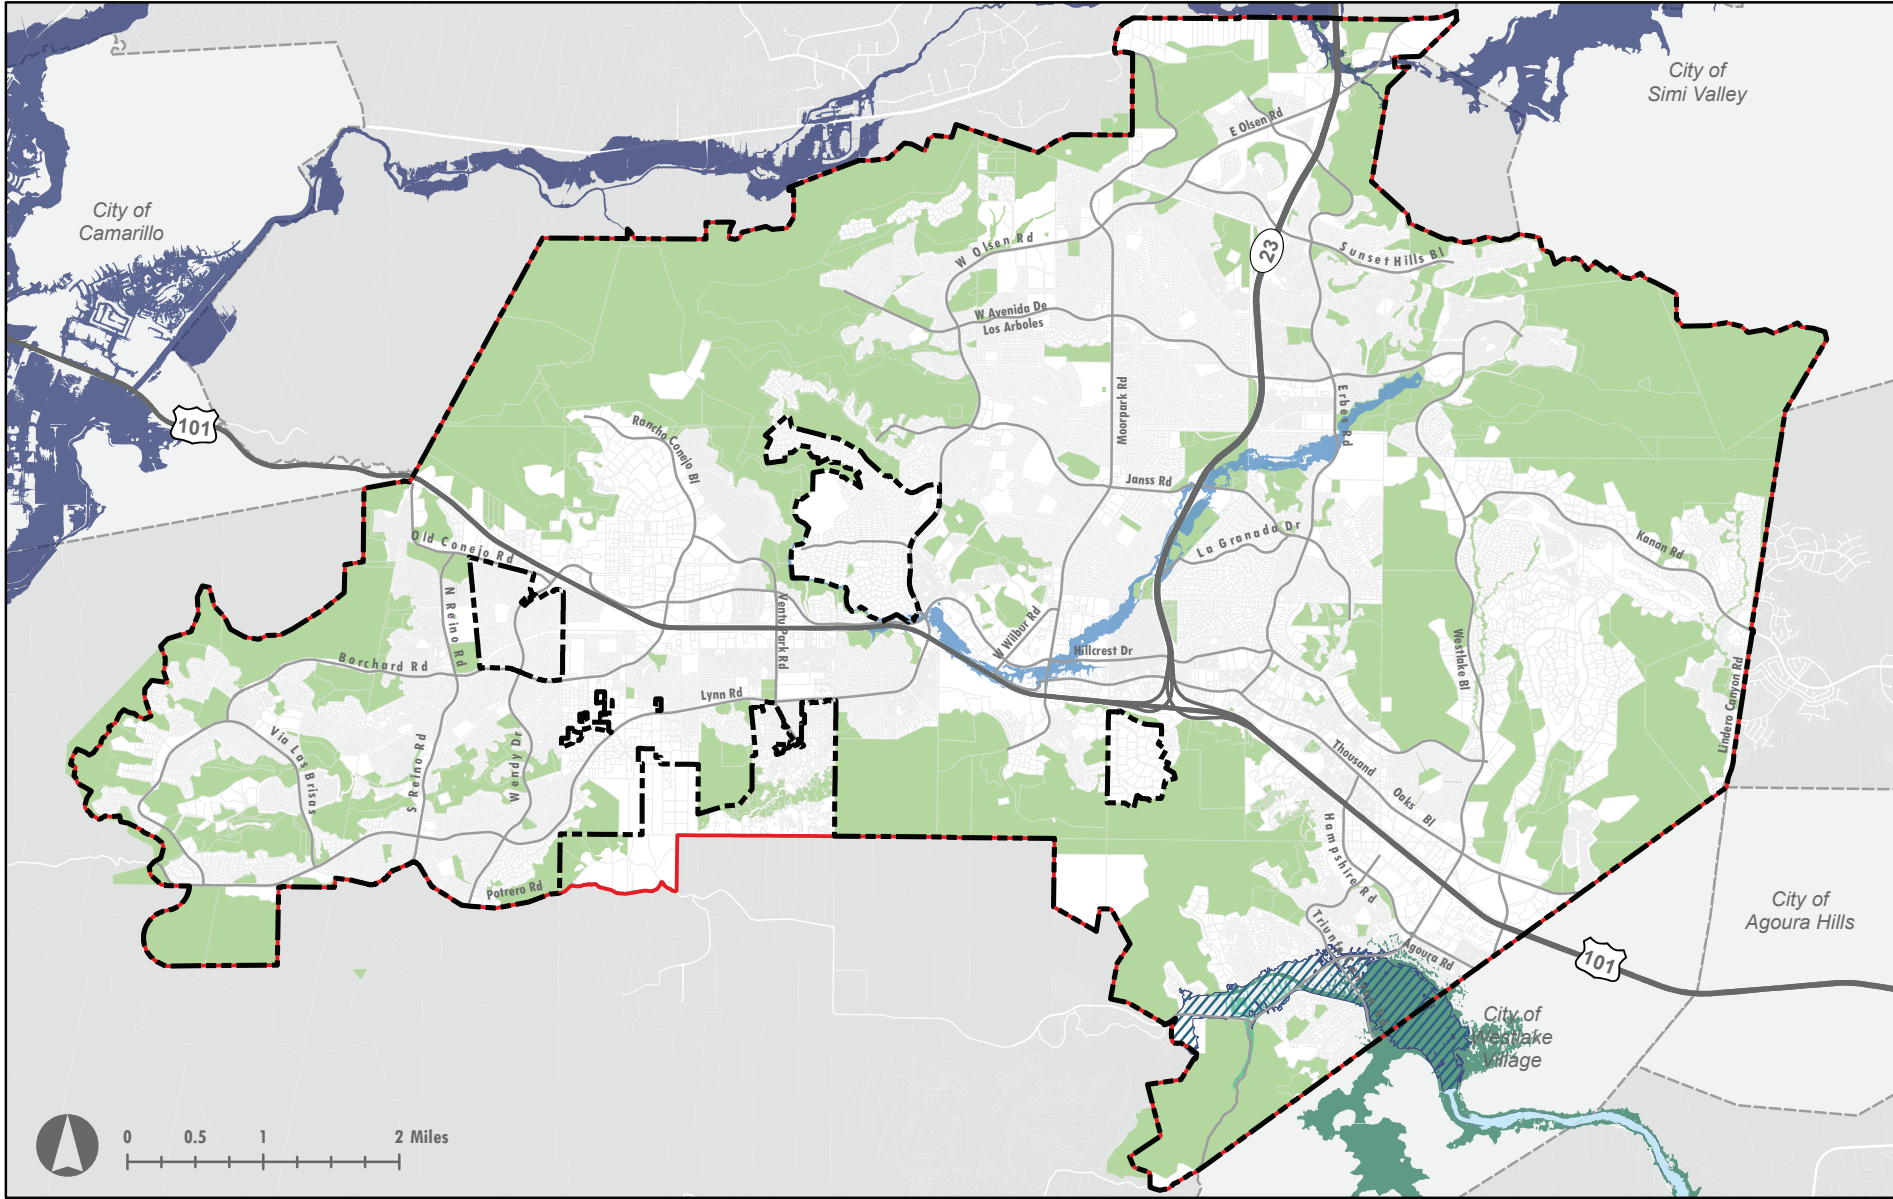 City of
Simi Valley
E Olsen Rd
City of
Camarillo
23
W Olsen Rd
Sunset Hills Bl
W Avenida De
Los Arboles
Moorpark Rd
Erbes Rd
101
Rancho Conejo Bl
Janss Rd
Old Conejo Rd
La Granada Dr
Kanan Rd
N Reino Rd
Ventu Park Rd
W Wilbur Rd
Hillcrest Dr
Borchard Rd
Westlake Bl
Lynn Rd
Lindero Canyon Rd
Via Las Brisas
S Reino Rd
Wendy Dr
Thousand
Oaks
Bl
Hampshire Rd
Potrero Rd
City of
Agoura Hills
Agoura Rd
101
City of
Westlake
Village
0 0.5 1 2 Miles